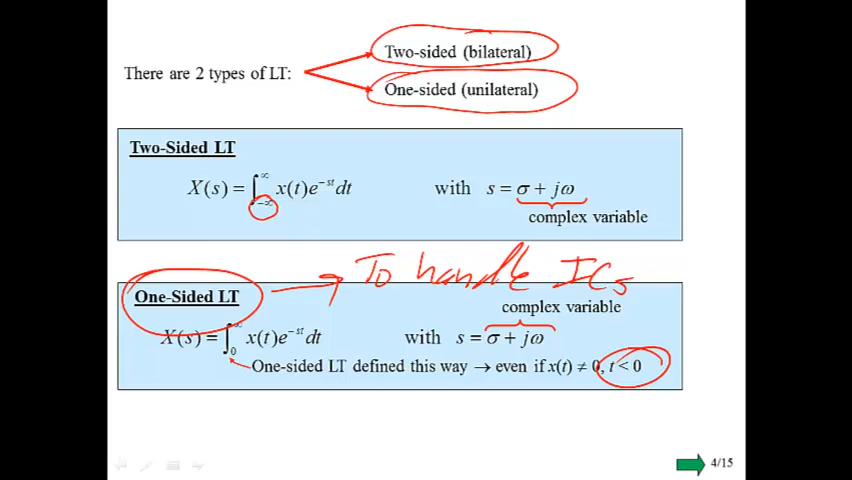 Two-sided (bilateral)
There are 2 types of LT:
One-sided (unilateral)
Two-Sided LT
X(s) = ∫_{-∞}^{∞} x(t)e^{-st}dt with s = σ + jω
complex variable
To handle ICs
One-Sided LT
complex variable
X(s) = ∫_0^∞ x(t)e^{-st}dt with s = σ + jω
One-sided LT defined this way → even if x(t) ≠ 0, t < 0
4/15